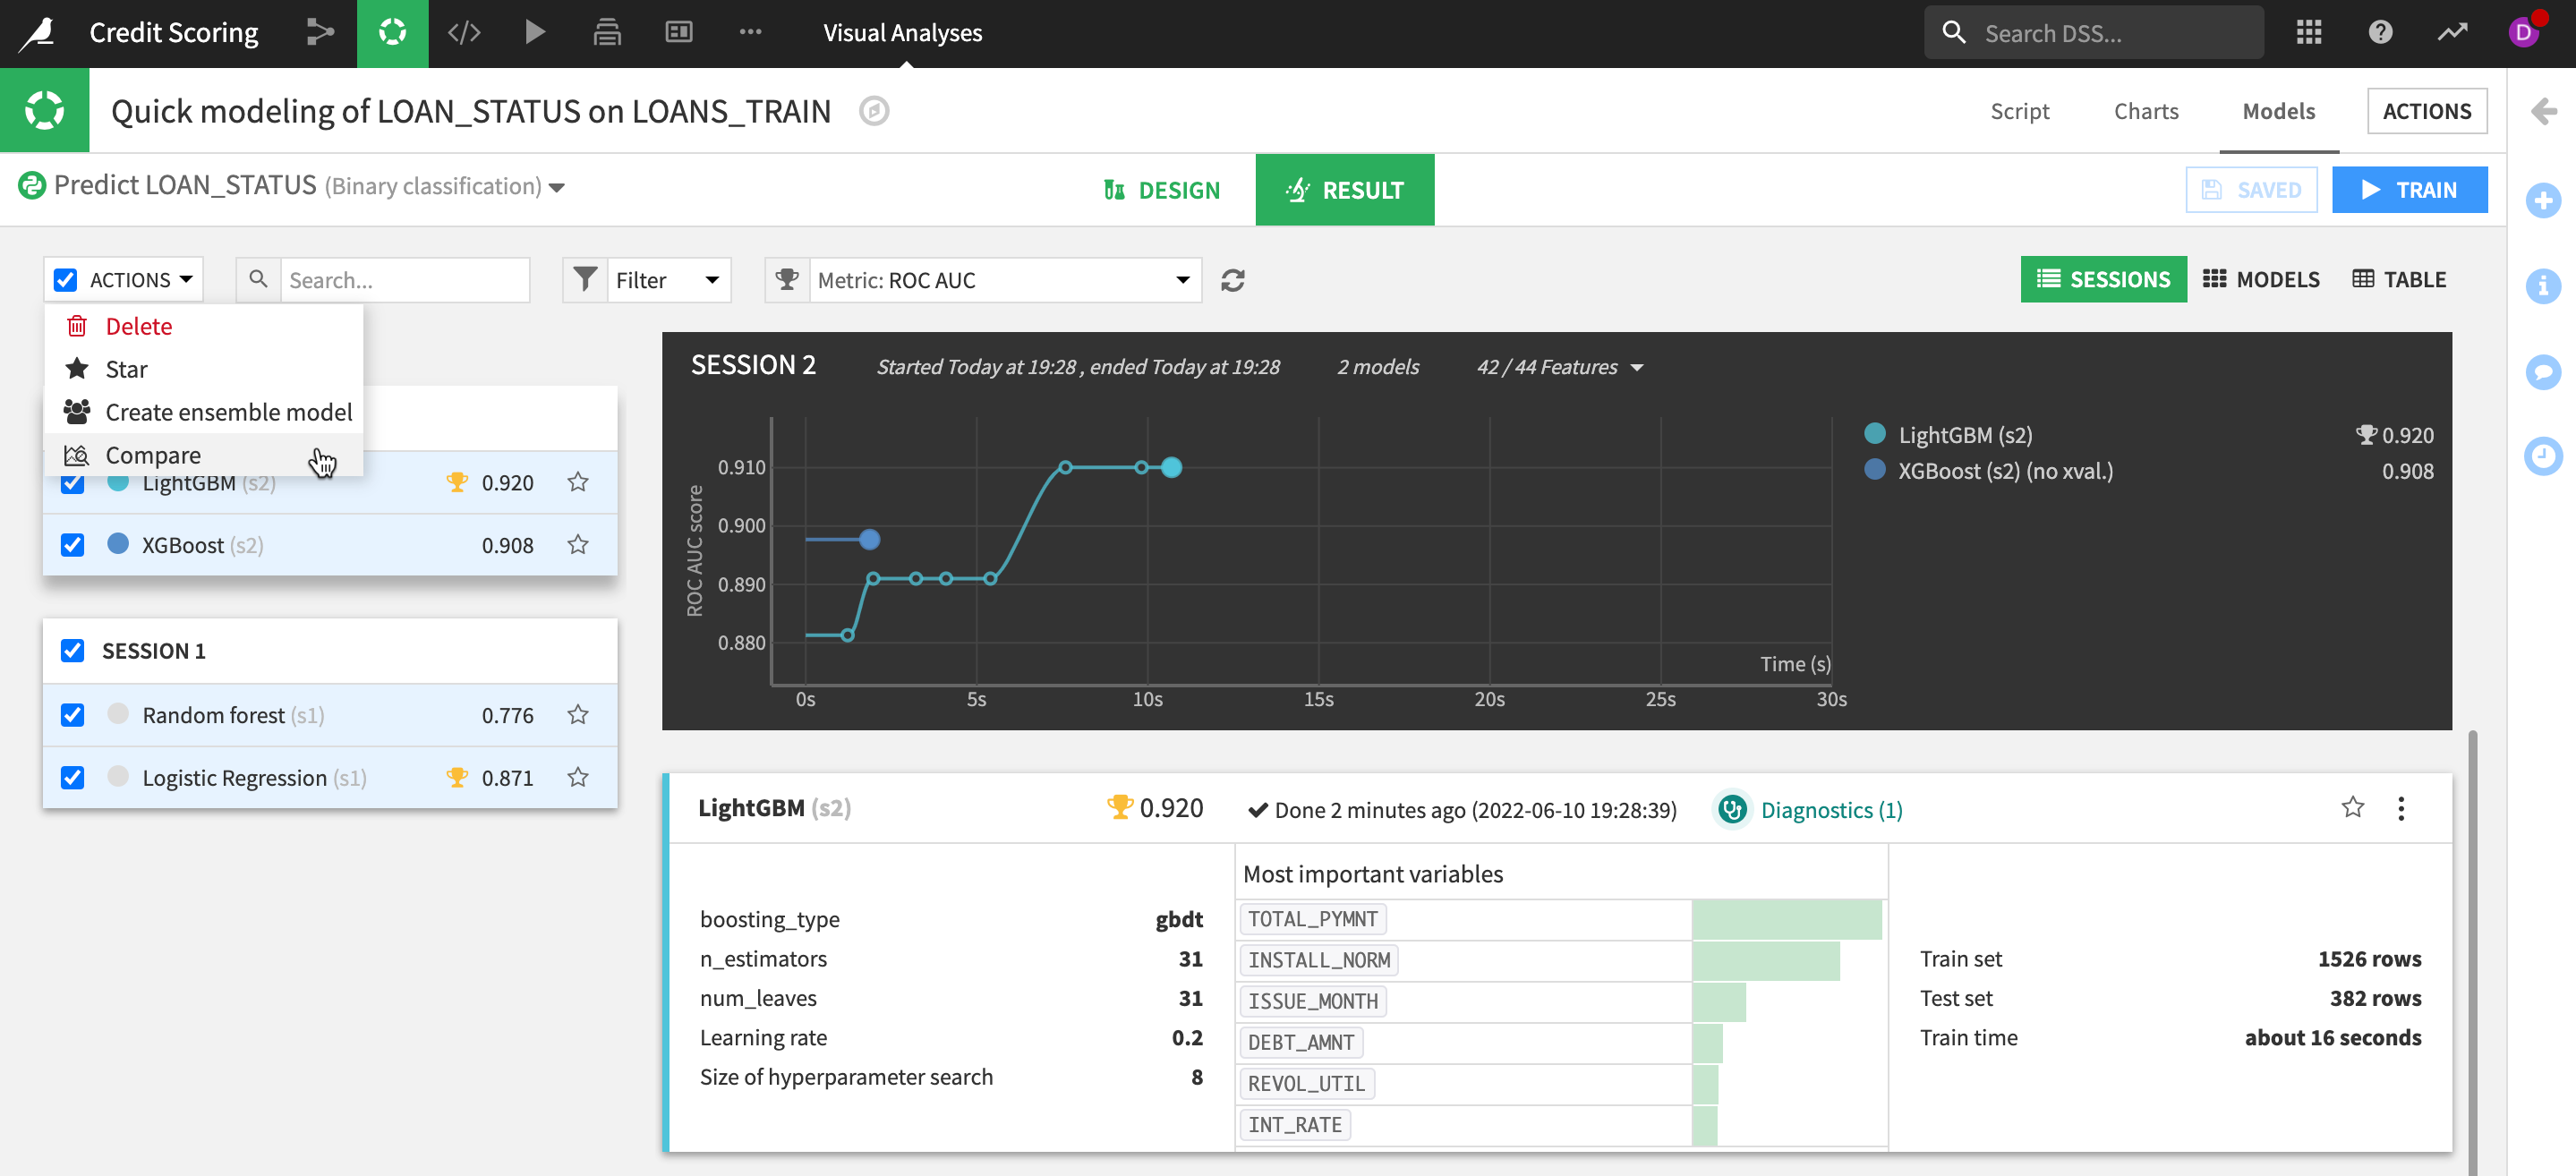 Credit Scoring
Visual Analyses
Search DSS...
D
Quick modeling of LOAN_STATUS on LOANS_TRAIN
Script
Charts
Models
ACTIONS
Predict LOAN_STATUS (Binary classification)
DESIGN
RESULT
SAVED
TRAIN
ACTIONS
Search...
Filter
Metric: ROC AUC
SESSIONS
MODELS
TABLE
Delete
Star
Create ensemble model
Compare
LightGBM (s2) 0.920
XGBoost (s2) 0.908
SESSION 1
Random forest (s1) 0.776
Logistic Regression (s1) 0.871
SESSION 2
Started Today at 19:28 , ended Today at 19:28
2 models
42 / 44 Features
ROC AUC score
0.910
0.900
0.890
0.880
Time (s)
0s 5s 10s 15s 20s 25s 30s
LightGBM (s2) 0.920
XGBoost (s2) (no xval.) 0.908
LightGBM (s2)
0.920
Done 2 minutes ago (2022-06-10 19:28:39)
Diagnostics (1)
boosting_type gbdt
n_estimators 31
num_leaves 31
Learning rate 0.2
Size of hyperparameter search 8
Most important variables
TOTAL_PYMNT
INSTALL_NORM
ISSUE_MONTH
DEBT_AMNT
REVOL_UTIL
INT_RATE
Train set 1526 rows
Test set 382 rows
Train time about 16 seconds